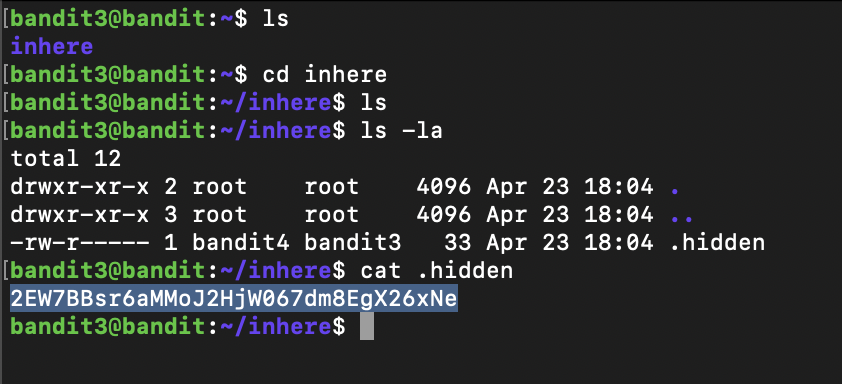 [bandit3@bandit:~$ ls
inhere
[bandit3@bandit:~$ cd inhere
[bandit3@bandit:~/inhere$ ls
[bandit3@bandit:~/inhere$ ls -la
total 12
drwxr-xr-x 2 root    root    4096 Apr 23 18:04 .
drwxr-xr-x 3 root    root    4096 Apr 23 18:04 ..
-rw-r----- 1 bandit4 bandit3   33 Apr 23 18:04 .hidden
[bandit3@bandit:~/inhere$ cat .hidden
2EW7BBsr6aMMoJ2HjW067dm8EgX26xNe
bandit3@bandit:~/inhere$